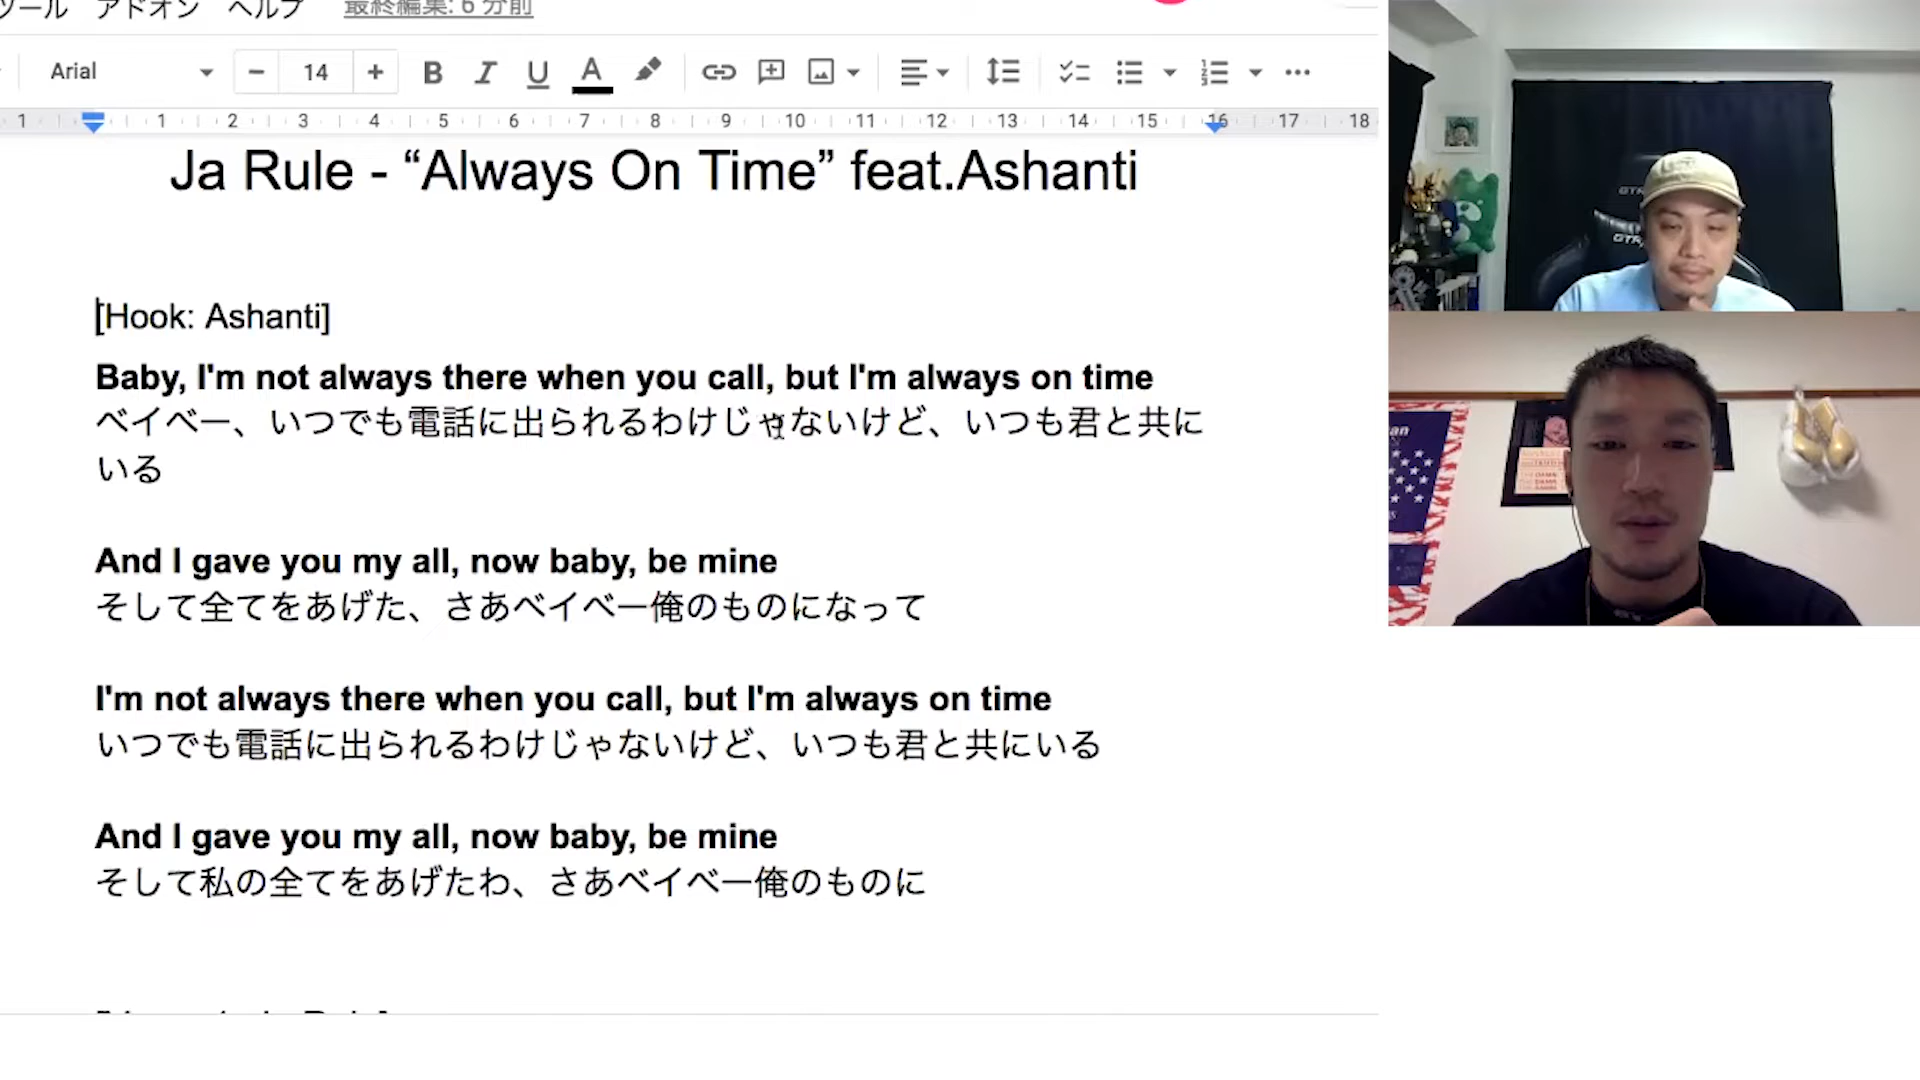 ツール アドオン ヘルプ 最終編集: 6 分前
Arial
14
B I U A
1 1 2 3 4 5 6 7 8 9 10 11 12 13 14 15 16 17 18
Ja Rule - “Always On Time” feat.Ashanti
[Hook: Ashanti]
Baby, I'm not always there when you call, but I'm always on time
ベイベー、いつでも電話に出られるわけじゃないけど、いつも君と共に
いる
And I gave you my all, now baby, be mine
そして全てをあげた、さあベイベー俺のものになって
I'm not always there when you call, but I'm always on time
いつでも電話に出られるわけじゃないけど、いつも君と共にいる
And I gave you my all, now baby, be mine
そして私の全てをあげたわ、さあベイベー俺のものに